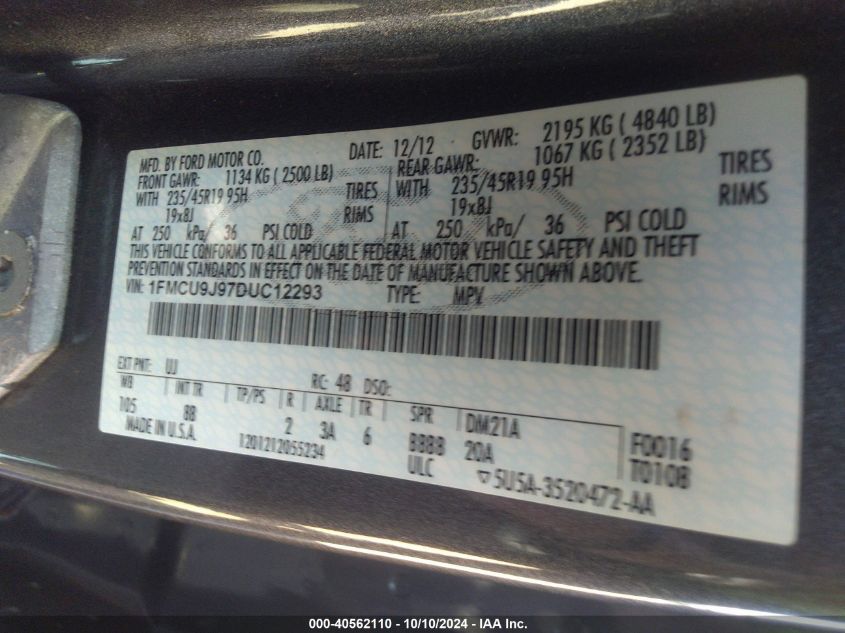 MFD. BY FORD MOTOR CO. DATE: 12/12 GVWR: 2195 KG ( 4840 LB)
FRONT GAWR: 1134 KG ( 2500 LB) REAR GAWR: 1067 KG ( 2352 LB)
WITH 235/45R19 95H TIRES WITH 235/45R19 95H TIRES
19x8J RIMS 19x8J RIMS
AT 250 kPa/ 36 PSI COLD AT 250 kPa/ 36 PSI COLD
THIS VEHICLE CONFORMS TO ALL APPLICABLE FEDERAL MOTOR VEHICLE SAFETY AND THEFT
PREVENTION STANDARDS IN EFFECT ON THE DATE OF MANUFACTURE SHOWN ABOVE.
VIN: 1FMCU9J97DUC12293 TYPE: MPV
EXT PNT: UJ RC: 48 DSO:
WB INT TR TP/PS R AXLE TR SPR DM21A F0016
105 88 2 3A 6 BBBB 20A T0108
MADE IN U.S.A. 1201212055234 ULC 5U5A-3520472-AA
000-40562110 - 10/10/2024 - IAA Inc.